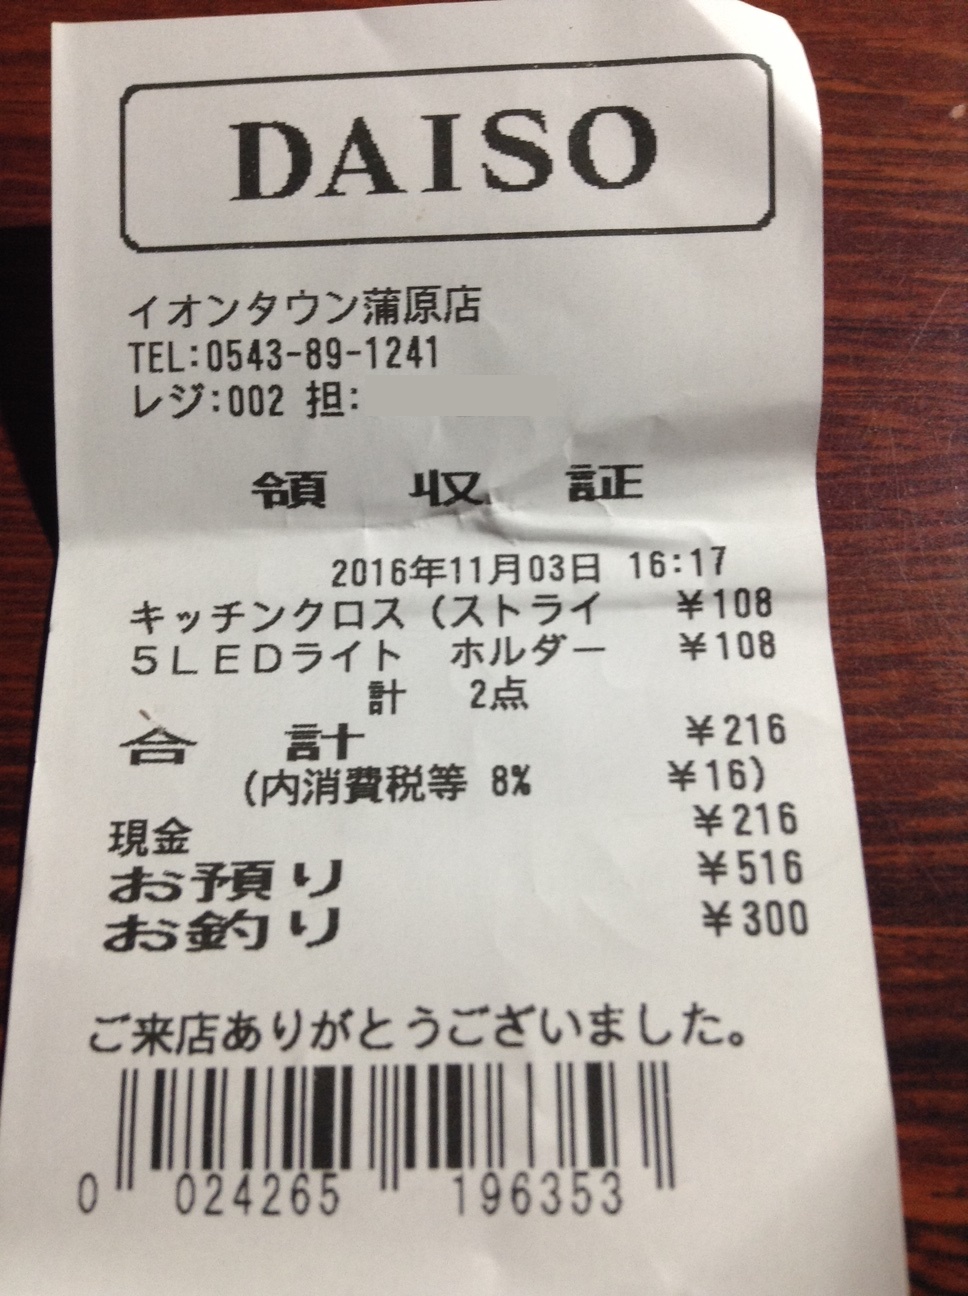 DAISO
イオンタウン蒲原店
TEL:0543-89-1241
レジ:002 担:
領 収 証
2016年11月03日 16:17
キッチンクロス(ストライ ¥108
5LEDライト ホルダー ¥108
計 2点
合 計 ¥216
(内消費税等 8% ¥16)
現金 ¥216
お預り ¥516
お釣り ¥300
ご来店ありがとうございました。
0 024265 196353